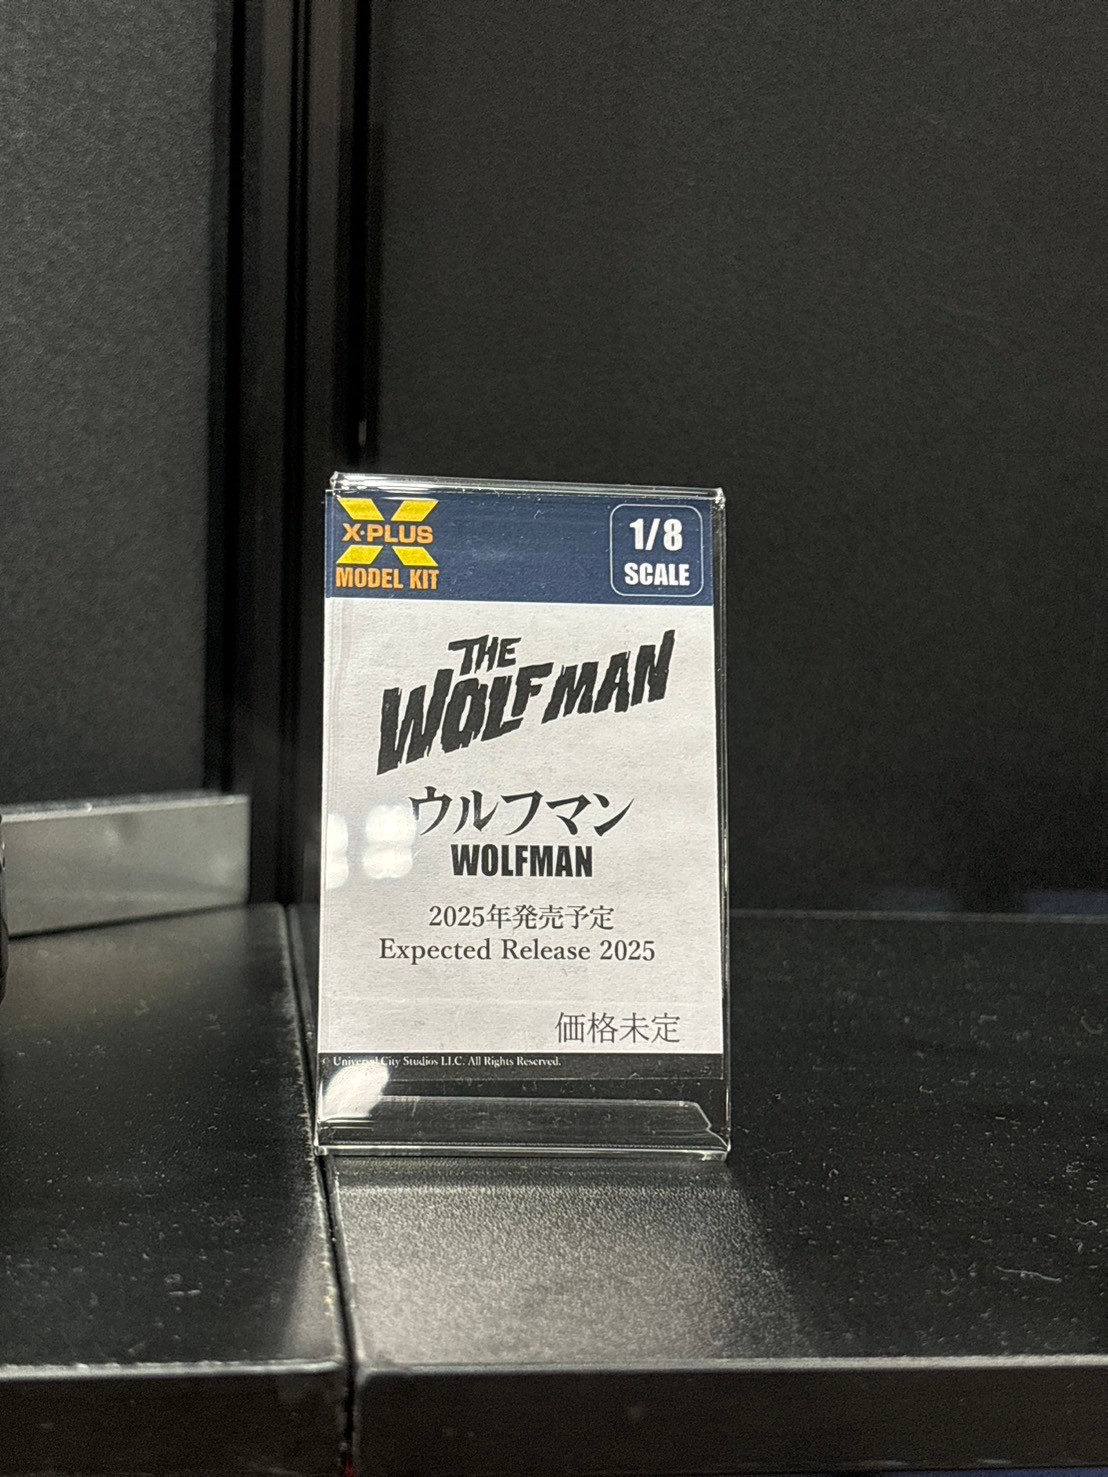 X-PLUS
MODEL KIT
1/8
SCALE
THE
WOLFMAN
ウルフマン
WOLFMAN
2025年発売予定
Expected Release 2025
価格未定
© Universal City Studios LLC. All Rights Reserved.